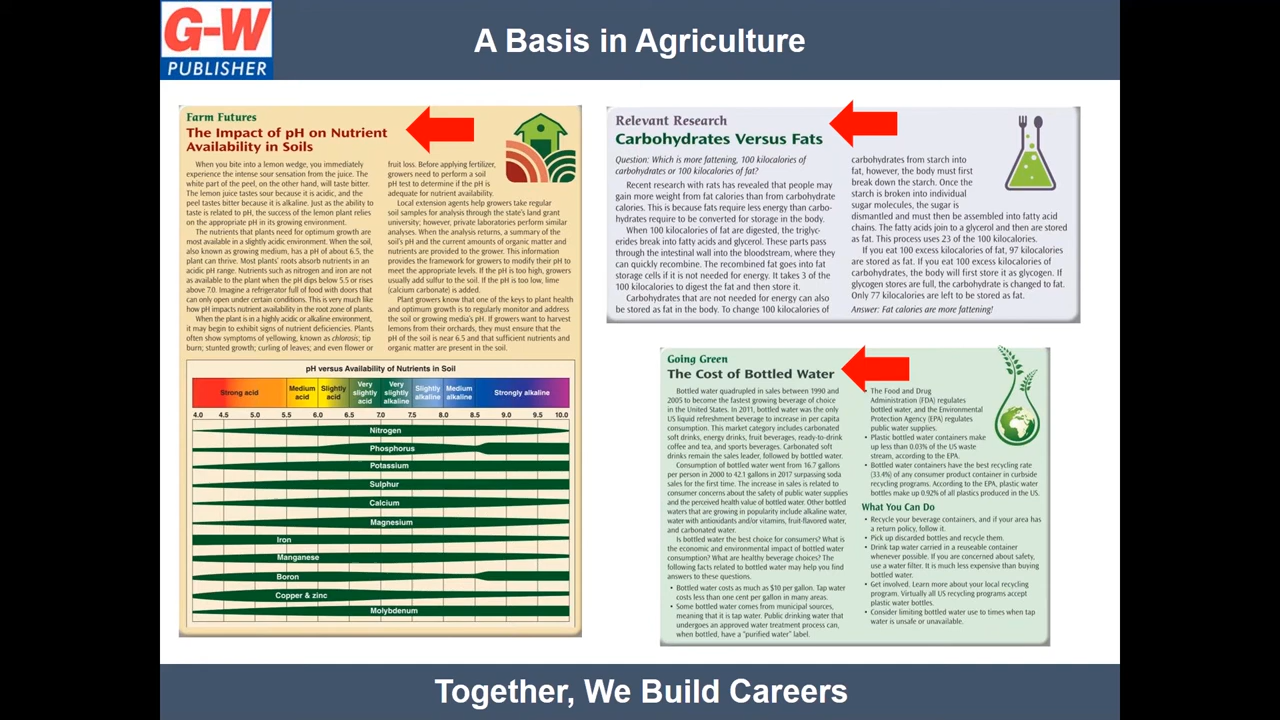 G-W
PUBLISHER
A Basis in Agriculture
Farm Futures
The Impact of pH on Nutrient
Availability in Soils
When you bite into a lemon wedge, you immediately
experience the intense sour sensation from the juice. The
white part of the peel, on the other hand, will taste bitter.
The lemon juice tastes sour because it is acidic, and the
peel tastes bitter because it is alkaline. Just as the ability to
taste is related to pH, the success of the lemon plant relies
on the appropriate pH in its growing environment.
The nutrients that plants need for optimum growth are
most available in a slightly acidic environment. When the soil,
also known as growing medium, has a pH of about 6.5, the
plant can thrive. Most plants' roots absorb nutrients in an
acidic pH range. Nutrients such as nitrogen and iron are not
as available to the plant when the pH dips below 5.5 or rises
above 7.0. Imagine a refrigerator full of food with doors that
can only open under certain conditions. This is very much like
how pH impacts nutrient availability in the root zone of plants.
When the plant is in a highly acidic or alkaline environment,
it may begin to exhibit signs of nutrient deficiencies. Plants
often show symptoms of yellowing, known as chlorosis; tip
burn; stunted growth; curling of leaves; and even flower or
fruit loss. Before applying fertilizer,
growers need to perform a soil
pH test to determine if the pH is
adequate for nutrient availability.
Local extension agents help growers take regular
soil samples for analysis through the state's land grant
university; however, private laboratories perform similar
analyses. When the analysis returns, a summary of the
soil's pH and the current amounts of organic matter and
nutrients are provided to the grower. This information
provides the framework for growers to modify their pH to
meet the appropriate levels. If the pH is too high, growers
usually add sulfur to the soil. If the pH is too low, lime
(calcium carbonate) is added.
Plant growers know that one of the keys to plant health
and optimum growth is to regularly monitor and address
the soil or growing media's pH. If growers want to harvest
lemons from their orchards, they must ensure that the
pH of the soil is near 6.5 and that sufficient nutrients and
organic matter are present in the soil.
pH versus Availability of Nutrients in Soil
Strong acid
Medium acid
Slightly acid
Very slightly acid
Very slightly alkaline
Slightly alkaline
Medium alkaline
Strongly alkaline
4.0 4.5 5.0 5.5 6.0 6.5 7.0 7.5 8.0 8.5 9.0 9.5 10.0
Nitrogen
Phosphorus
Potassium
Sulphur
Calcium
Magnesium
Iron
Manganese
Boron
Copper & zinc
Molybdenum
Relevant Research
Carbohydrates Versus Fats
Question: Which is more fattening, 100 kilocalories of
carbohydrates or 100 kilocalories of fat?
Recent research with rats has revealed that people may
gain more weight from fat calories than from carbohydrate
calories. This is because fats require less energy than carbo-
hydrates require to be converted for storage in the body.
When 100 kilocalories of fat are digested, the triglyc-
erides break into fatty acids and glycerol. These parts pass
through the intestinal wall into the bloodstream, where they
can quickly recombine. The recombined fat goes into fat
storage cells if it is not needed for energy. It takes 3 of the
100 kilocalories to digest the fat and then store it.
Carbohydrates that are not needed for energy can also
be stored as fat in the body. To change 100 kilocalories of
carbohydrates from starch into
fat, however, the body must first
break down the starch. Once the
starch is broken into individual
sugar molecules, the sugar is
dismantled and must then be assembled into fatty acid
chains. The fatty acids join to a glycerol and then are stored
as fat. This process uses 23 of the 100 kilocalories.
If you eat 100 excess kilocalories of fat, 97 kilocalories
are stored as fat. If you eat 100 excess kilocalories of
carbohydrates, the body will first store it as glycogen. If
glycogen stores are full, the carbohydrate is changed to fat.
Only 77 kilocalories are left to be stored as fat.
Answer: Fat calories are more fattening!
Going Green
The Cost of Bottled Water
Bottled water quadrupled in sales between 1990 and
2005 to become the fastest growing beverage of choice
in the United States. In 2011, bottled water was the only
US liquid refreshment beverage to increase in per capita
consumption. This market category includes carbonated
soft drinks, energy drinks, fruit beverages, ready-to-drink
coffee and tea, and sports beverages. Carbonated soft
drinks remain the sales leader, followed by bottled water.
Consumption of bottled water went from 16.7 gallons
per person in 2000 to 42.1 gallons in 2017 surpassing soda
sales for the first time. The increase in sales is related to
consumer concerns about the safety of public water supplies
and the perceived health value of bottled water. Other bottled
waters that are growing in popularity include alkaline water,
water with antioxidants and/or vitamins, fruit-flavored water,
and carbonated water.
Is bottled water the best choice for consumers? What is
the economic and environmental impact of bottled water
consumption? What are healthy beverage choices? The
following facts related to bottled water may help you find
answers to these questions.
• Bottled water costs as much as $10 per gallon. Tap water
costs less than one cent per gallon in many areas.
• Some bottled water comes from municipal sources,
meaning that it is tap water. Public drinking water that
undergoes an approved water treatment process can,
when bottled, have a "purified water" label.
• The Food and Drug
Administration (FDA) regulates
bottled water, and the Environmental
Protection Agency (EPA) regulates
public water supplies.
• Plastic bottled water containers make
up less than 0.03% of the US waste
stream, according to the EPA.
• Bottled water containers have the best recycling rate
(33.4%) of any consumer product container in curbside
recycling programs. According to the EPA, plastic water
bottles make up 0.92% of all plastics produced in the US.
What You Can Do
• Recycle your beverage containers, and if your area has
a return policy, follow it.
• Pick up discarded bottles and recycle them.
• Drink tap water carried in a reuseable container
whenever possible. If you are concerned about safety,
use a water filter. It is much less expensive than buying
bottled water.
• Get involved. Learn more about your local recycling
program. Virtually all US recycling programs accept
plastic water bottles.
• Consider limiting bottled water use to times when tap
water is unsafe or unavailable.
Together, We Build Careers